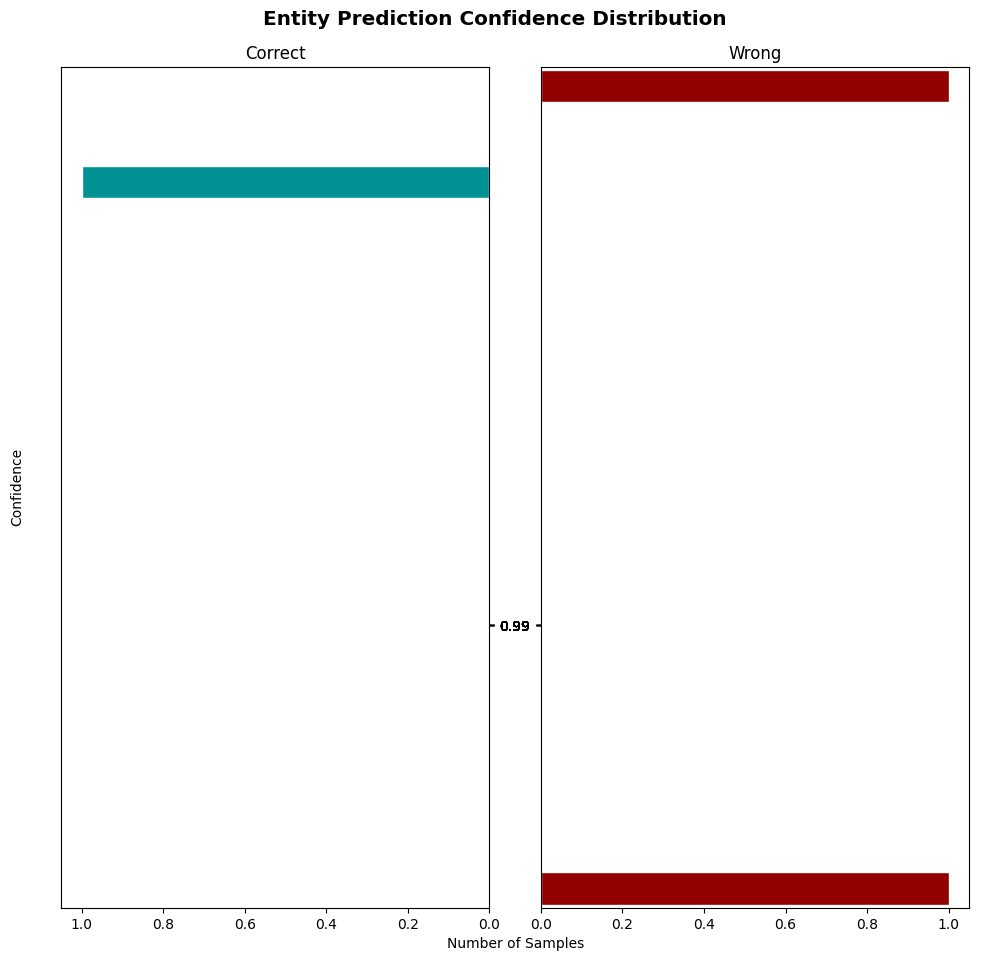 Entity Prediction Confidence Distribution
Correct
Wrong
Confidence
0.99
1.0 0.8 0.6 0.4 0.2 0.0
0.0 0.2 0.4 0.6 0.8 1.0
Number of Samples